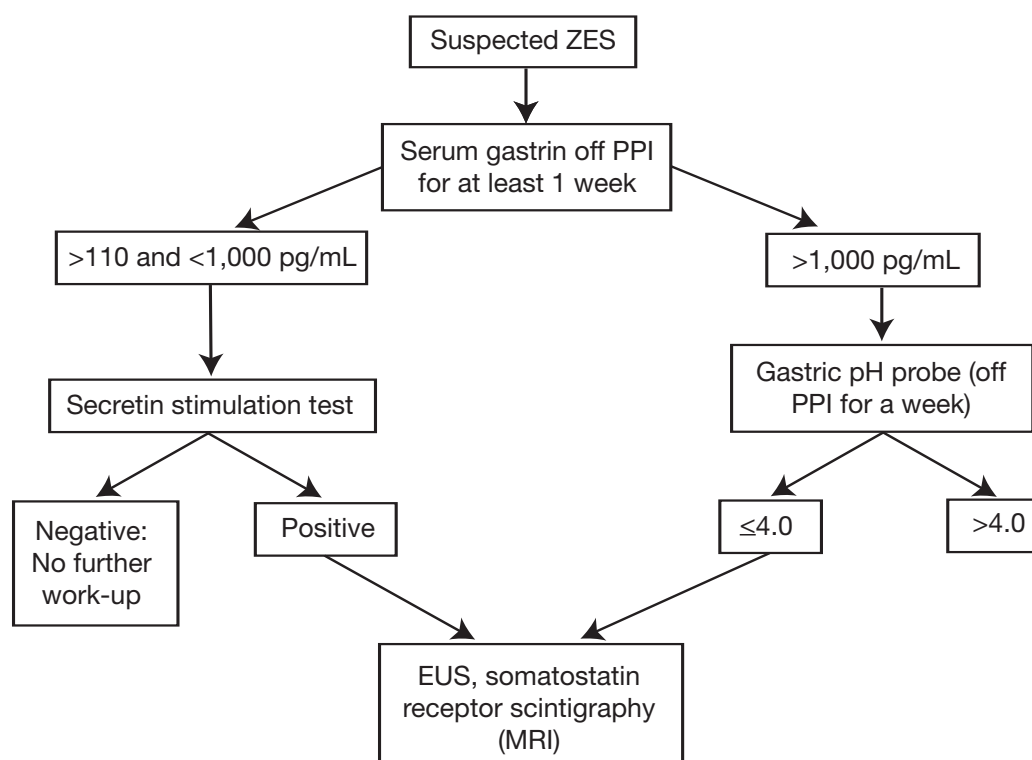 Suspected ZES
Serum gastrin off PPI
for at least 1 week
>110 and <1,000 pg/mL
>1,000 pg/mL
Secretin stimulation test
Gastric pH probe (off
PPI for a week)
Negative:
No further
work-up
Positive
≤4.0
>4.0
EUS, somatostatin
receptor scintigraphy
(MRI)